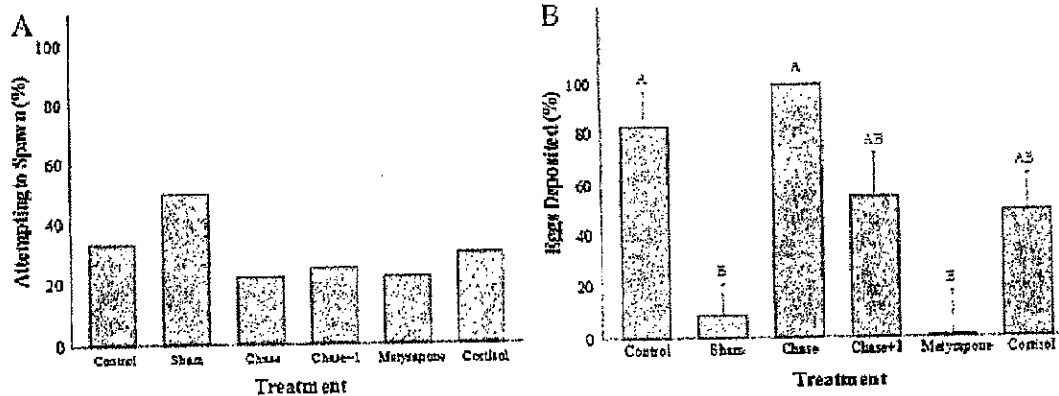 A
Attempting to Spawn (%)
100
80
60
40
20
0
Control Sham Chase Chase-1 Metyrapone Cortisol
Treatment
B
Eggs Deposited (%)
100
80
60
40
20
0
A
B
A
AB
B
AB
Control Sham Chase Chase+1 Metyrapone Cortisol
Treatment